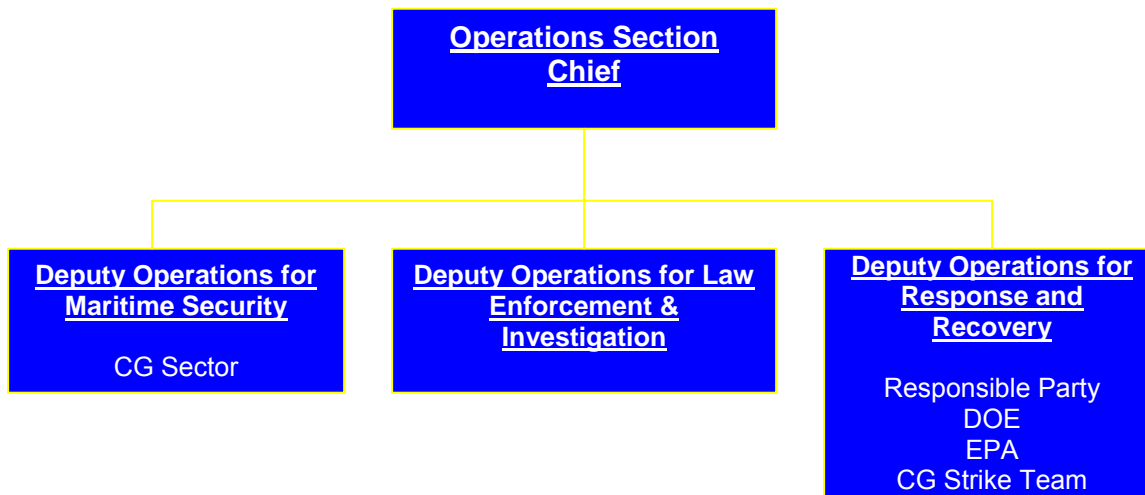 Operations Section
Chief
Deputy Operations for
Maritime Security
CG Sector
Deputy Operations for Law
Enforcement &
Investigation
Deputy Operations for
Response and
Recovery
Responsible Party
DOE
EPA
CG Strike Team